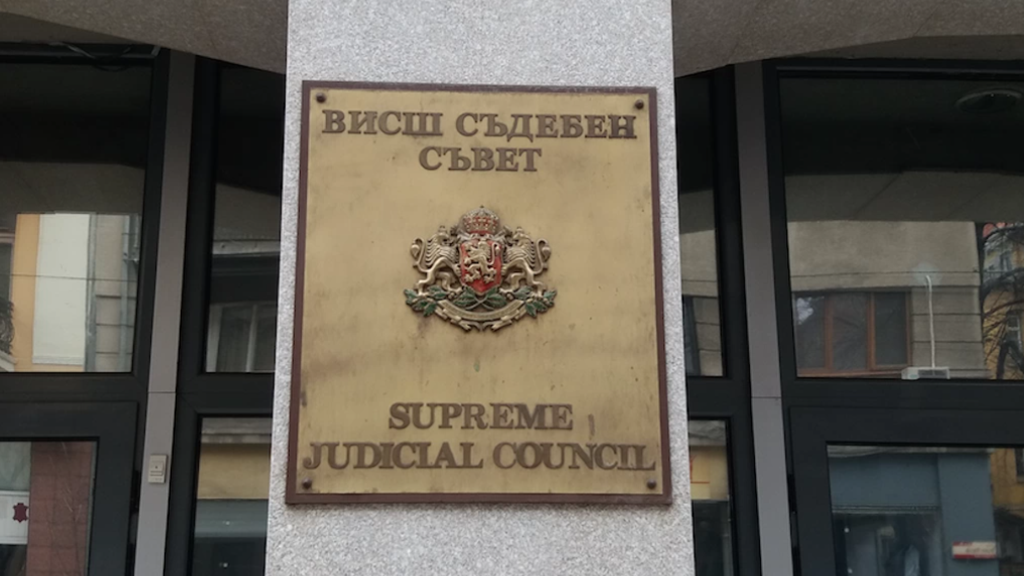 ВИСШ СЪДЕБЕН
СЪВЕТ
SUPREME
JUDICIAL COUNCIL